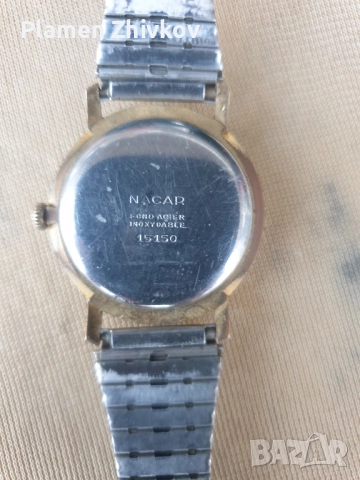 Plamen Zhivkov
NACAR
FOND ACIER
INOXYDABLE
15150
BAZAR